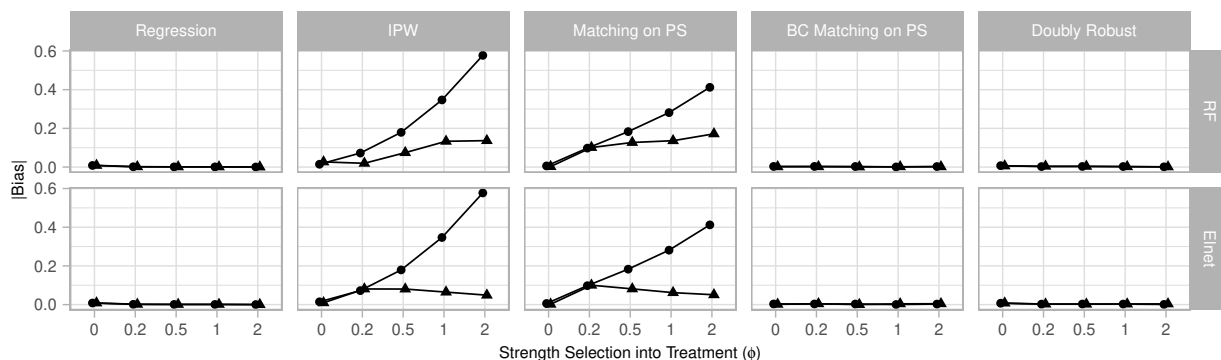 Regression IPW Matching on PS BC Matching on PS Doubly Robust
0.6
0.4
0.2
0.0
RF
|Bias|
0.6
0.4
0.2
0.0
Elnet
0 0.2 0.5 1 2 0 0.2 0.5 1 2 0 0.2 0.5 1 2 0 0.2 0.5 1 2 0 0.2 0.5 1 2
Strength Selection into Treatment (ϕ)